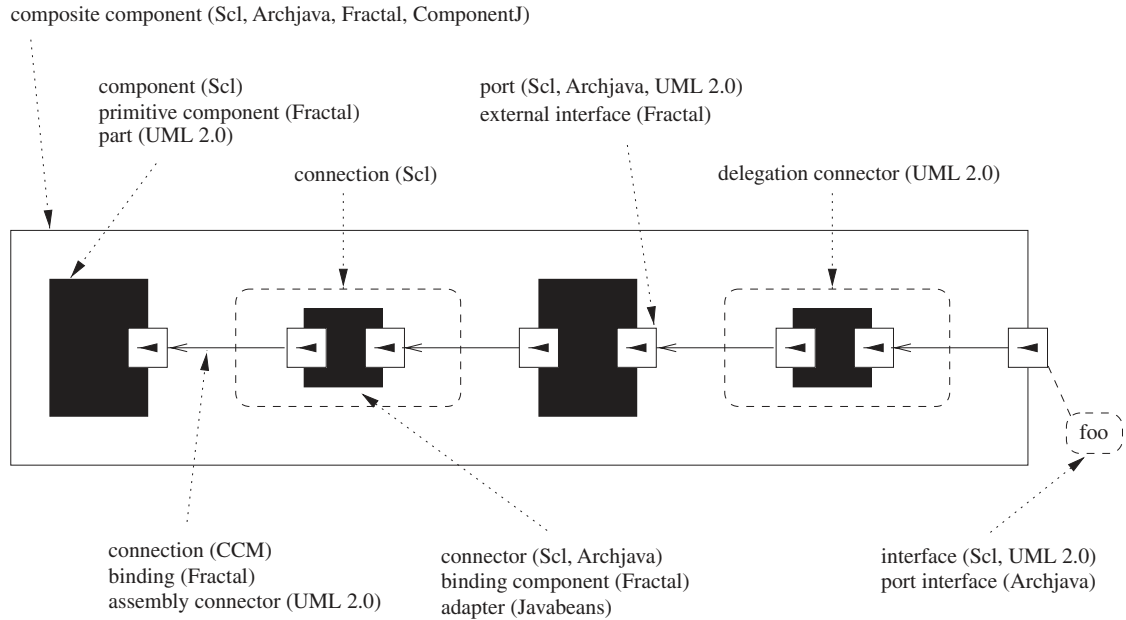 composite component (Scl, Archjava, Fractal, ComponentJ)
component (Scl)
primitive component (Fractal)
part (UML 2.0)
port (Scl, Archjava, UML 2.0)
external interface (Fractal)
connection (Scl)
delegation connector (UML 2.0)
foo
connection (CCM)
binding (Fractal)
assembly connector (UML 2.0)
connector (Scl, Archjava)
binding component (Fractal)
adapter (Javabeans)
interface (Scl, UML 2.0)
port interface (Archjava)